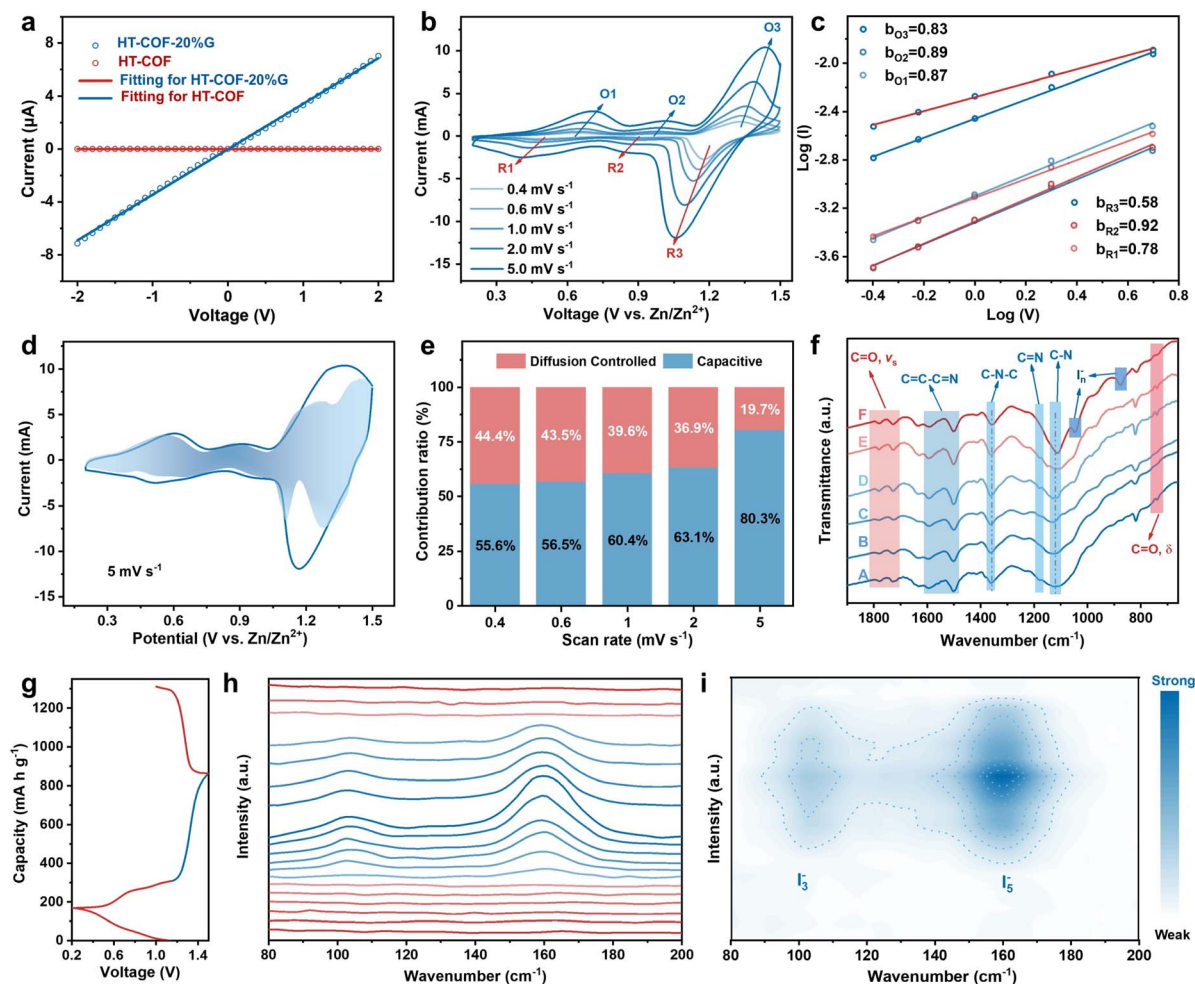 a
HT-COF-20%G
HT-COF
Fitting for HT-COF-20%G
Fitting for HT-COF
8
4
0
-4
-8
Current (µA)
-2 -1 0 1 2
Voltage (V)
b
O1
O2
O3
R1
R2
R3
0.4 mV s⁻¹
0.6 mV s⁻¹
1.0 mV s⁻¹
2.0 mV s⁻¹
5.0 mV s⁻¹
15
10
5
0
-5
-10
-15
Current (mA)
0.3 0.6 0.9 1.2 1.5
Voltage (V vs. Zn/Zn²⁺)
c
b_O3=0.83
b_O2=0.89
b_O1=0.87
b_R3=0.58
b_R2=0.92
b_R1=0.78
-2.0
-2.4
-2.8
-3.2
-3.6
Log (I)
-0.4 -0.2 0.0 0.2 0.4 0.6 0.8
Log (V)
d
10
5
0
-5
-10
-15
Current (mA)
5 mV s⁻¹
0.3 0.6 0.9 1.2 1.5
Potential (V vs. Zn/Zn²⁺)
e
Diffusion Controlled
Capacitive
100
75
50
25
0
Contribution ratio (%)
44.4% 43.5% 39.6% 36.9% 19.7%
55.6% 56.5% 60.4% 63.1% 80.3%
0.4 0.6 1 2 5
Scan rate (mV s⁻¹)
f
C=O, νₛ
C=C-C=N
C-N-C
C=N
C-N
Iₙ⁻
F
E
D
C
B
A
C=O, δ
Transmittance (a.u.)
1800 1600 1400 1200 1000 800
Wavenumber (cm⁻¹)
g
1200
1000
800
600
400
200
0
Capacity (mA h g⁻¹)
0.2 0.6 1.0 1.4
Voltage (V)
h
Intensity (a.u.)
80 100 120 140 160 180 200
Wavenumber (cm⁻¹)
i
Intensity (a.u.)
I₃⁻
I₅⁻
80 100 120 140 160 180 200
Wavenumber (cm⁻¹)
Strong
Weak